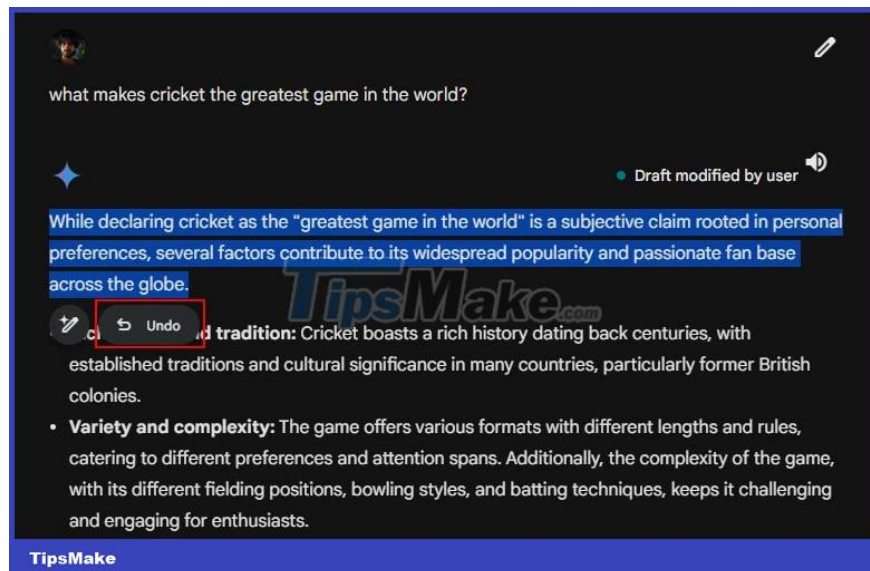 what makes cricket the greatest game in the world?
Draft modified by user
While declaring cricket as the "greatest game in the world" is a subjective claim rooted in personal
preferences, several factors contribute to its widespread popularity and passionate fan base
across the globe.
TipsMake.com
Undo
d tradition: Cricket boasts a rich history dating back centuries, with
established traditions and cultural significance in many countries, particularly former British
colonies.
• Variety and complexity: The game offers various formats with different lengths and rules,
catering to different preferences and attention spans. Additionally, the complexity of the game,
with its different fielding positions, bowling styles, and batting techniques, keeps it challenging
and engaging for enthusiasts.
TipsMake